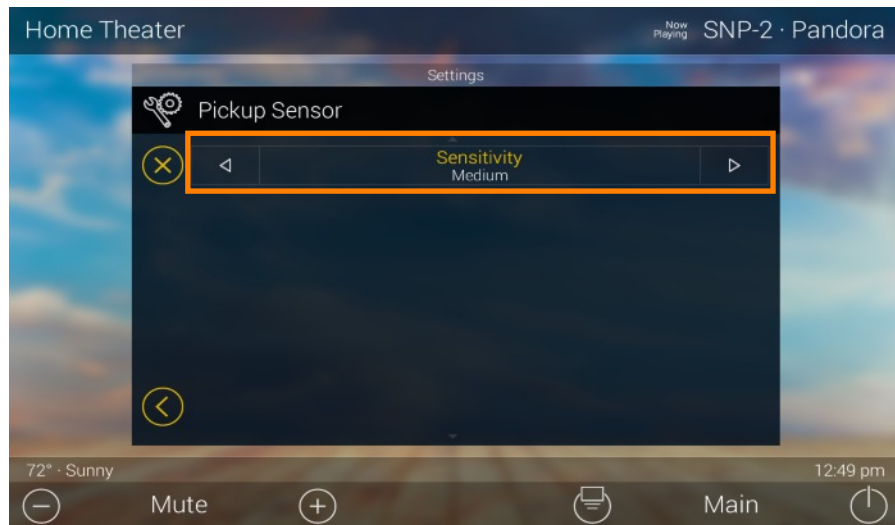 Home Theater
Now Playing SNP-2 · Pandora
Settings
Pickup Sensor
Sensitivity
Medium
72° · Sunny
12:49 pm
Mute
Main